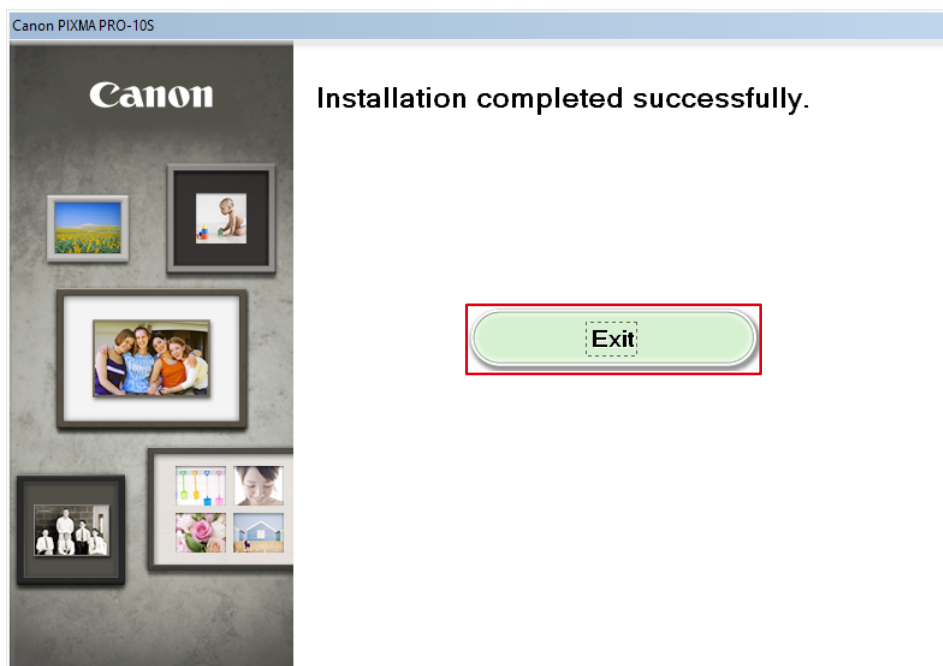 Canon PIXMA PRO-10S
Canon
Installation completed successfully.
Exit